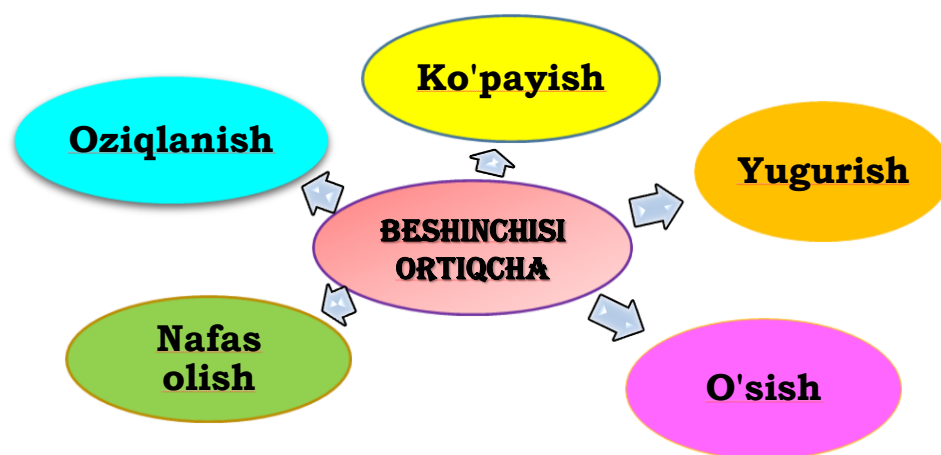 Ko'payish
Oziqlanish
Yugurish
BESHINCHISI
ORTIQCHA
Nafas
olish
O'sish